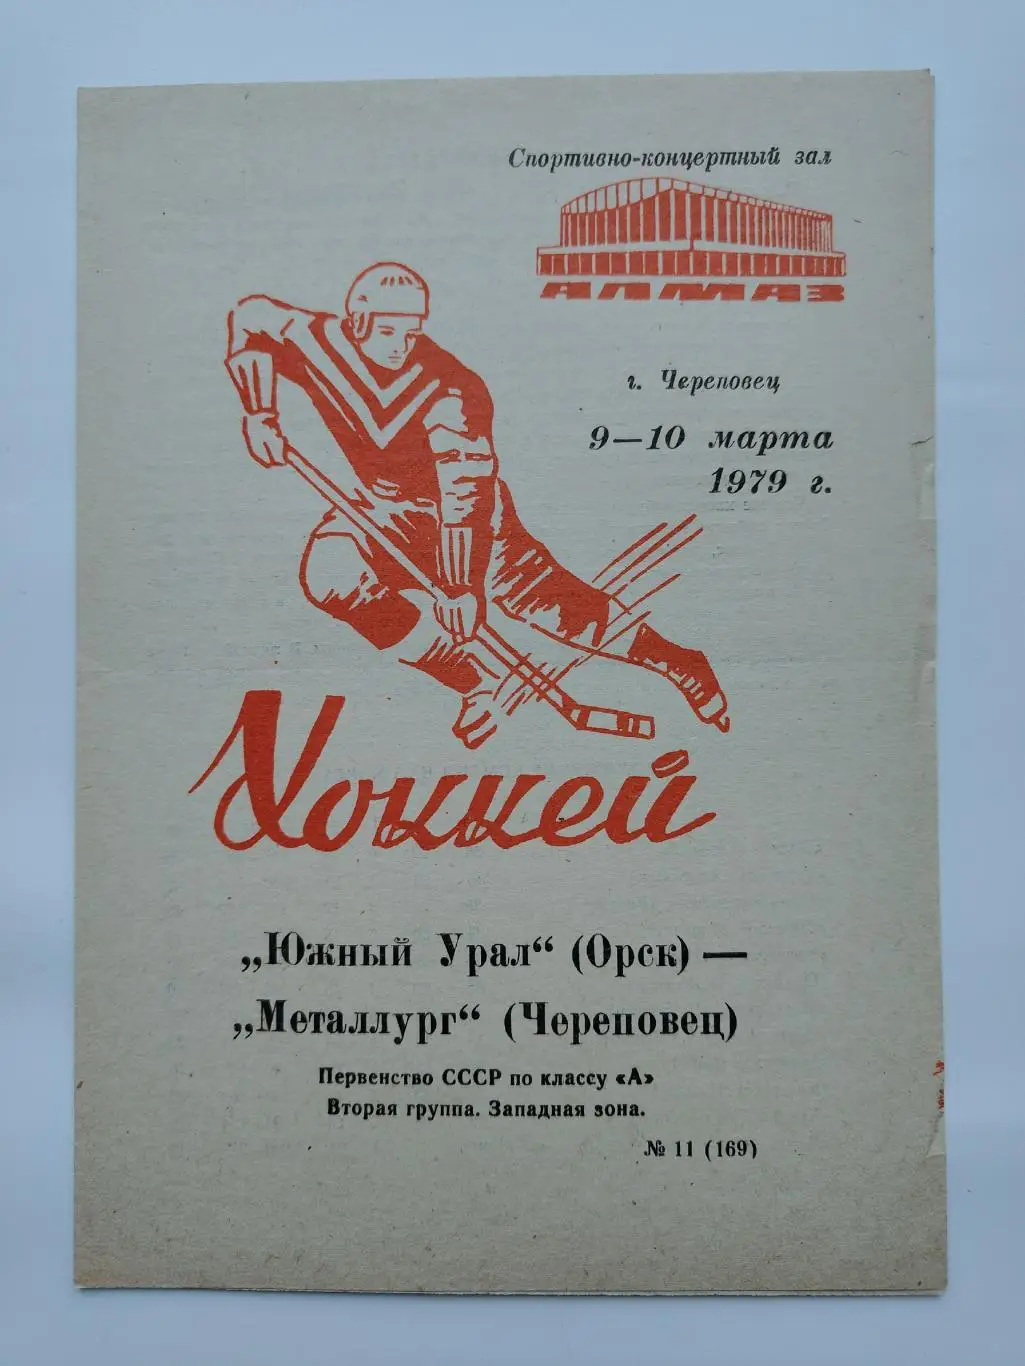 Спортивно-концертный зал
АЛМАЗ
г. Череповец
9—10 марта
1979 г.
Хоккей
„Южный Урал“ (Орск) —
„Металлург“ (Череповец)
Первенство СССР по классу «А»
Вторая группа. Западная зона.
№ 11 (169)